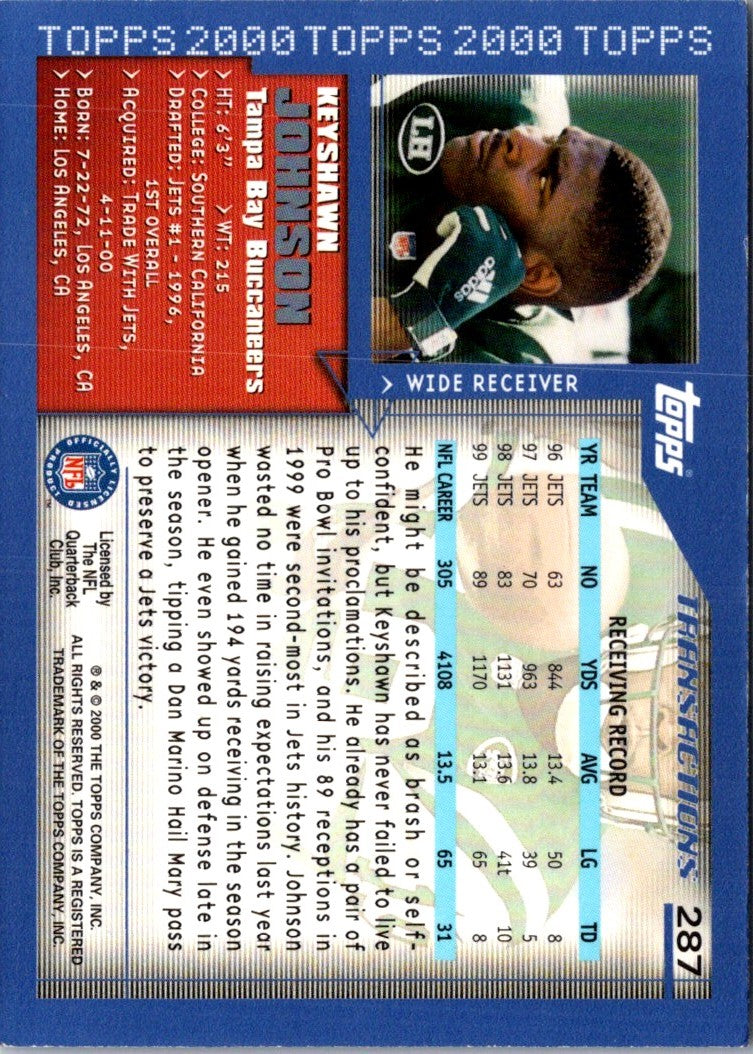 TOPPS 2000 TOPPS 2000 TOPPS
topps®
TRANSACTIONS
287
LH
NFL
adidas
> WIDE RECEIVER
KEYSHAWN
JOHNSON
Tampa Bay Buccaneers
> HT: 6'3" > WT: 215
> COLLEGE: SOUTHERN CALIFORNIA
> DRAFTED: JETS #1 – 1996,
1ST OVERALL
> ACQUIRED: TRADE WITH JETS,
4-11-00
> BORN: 7-22-72, LOS ANGELES, CA
> HOME: LOS ANGELES, CA
RECEIVING RECORD
YR TEAM NO YDS AVG LG TD
96 JETS 63 844 13.4 50 8
97 JETS 70 963 13.8 39 5
98 JETS 83 1131 13.6 41t 10
99 JETS 89 1170 13.1 65 8
NFL CAREER 305 4108 13.5 65 31
He might be described as brash or self-
confident, but Keyshawn has never failed to live
up to his proclamations. He already has a pair of
Pro Bowl invitations, and his 89 receptions in
1999 were second-most in Jets history. Johnson
wasted no time in raising expectations last year
when he gained 194 yards receiving in the season
opener. He even showed up on defense late in
the season, tipping a Dan Marino Hail Mary pass
to preserve a Jets victory.
OFFICIALLY LICENSED PRODUCT
NFL
™
Licensed by
The NFL
Quarterback
Club, Inc.
® & © 2000 THE TOPPS COMPANY, INC.
ALL RIGHTS RESERVED. TOPPS IS A REGISTERED
TRADEMARK OF THE TOPPS COMPANY, INC.